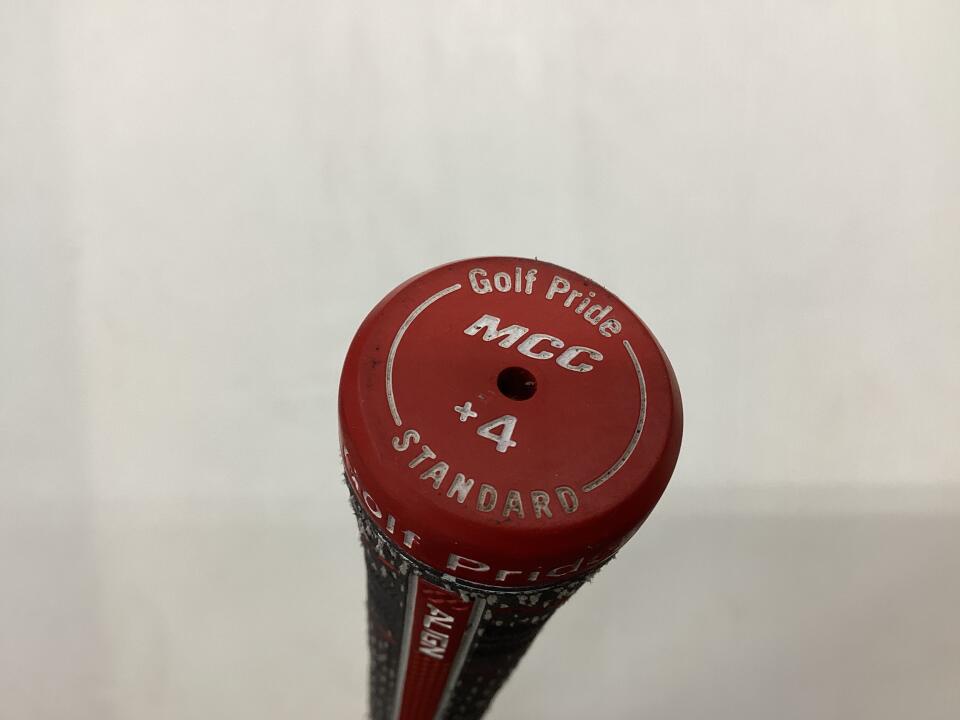 Golf Pride
MCC
+4
STANDARD
Golf Pride
ALIGN